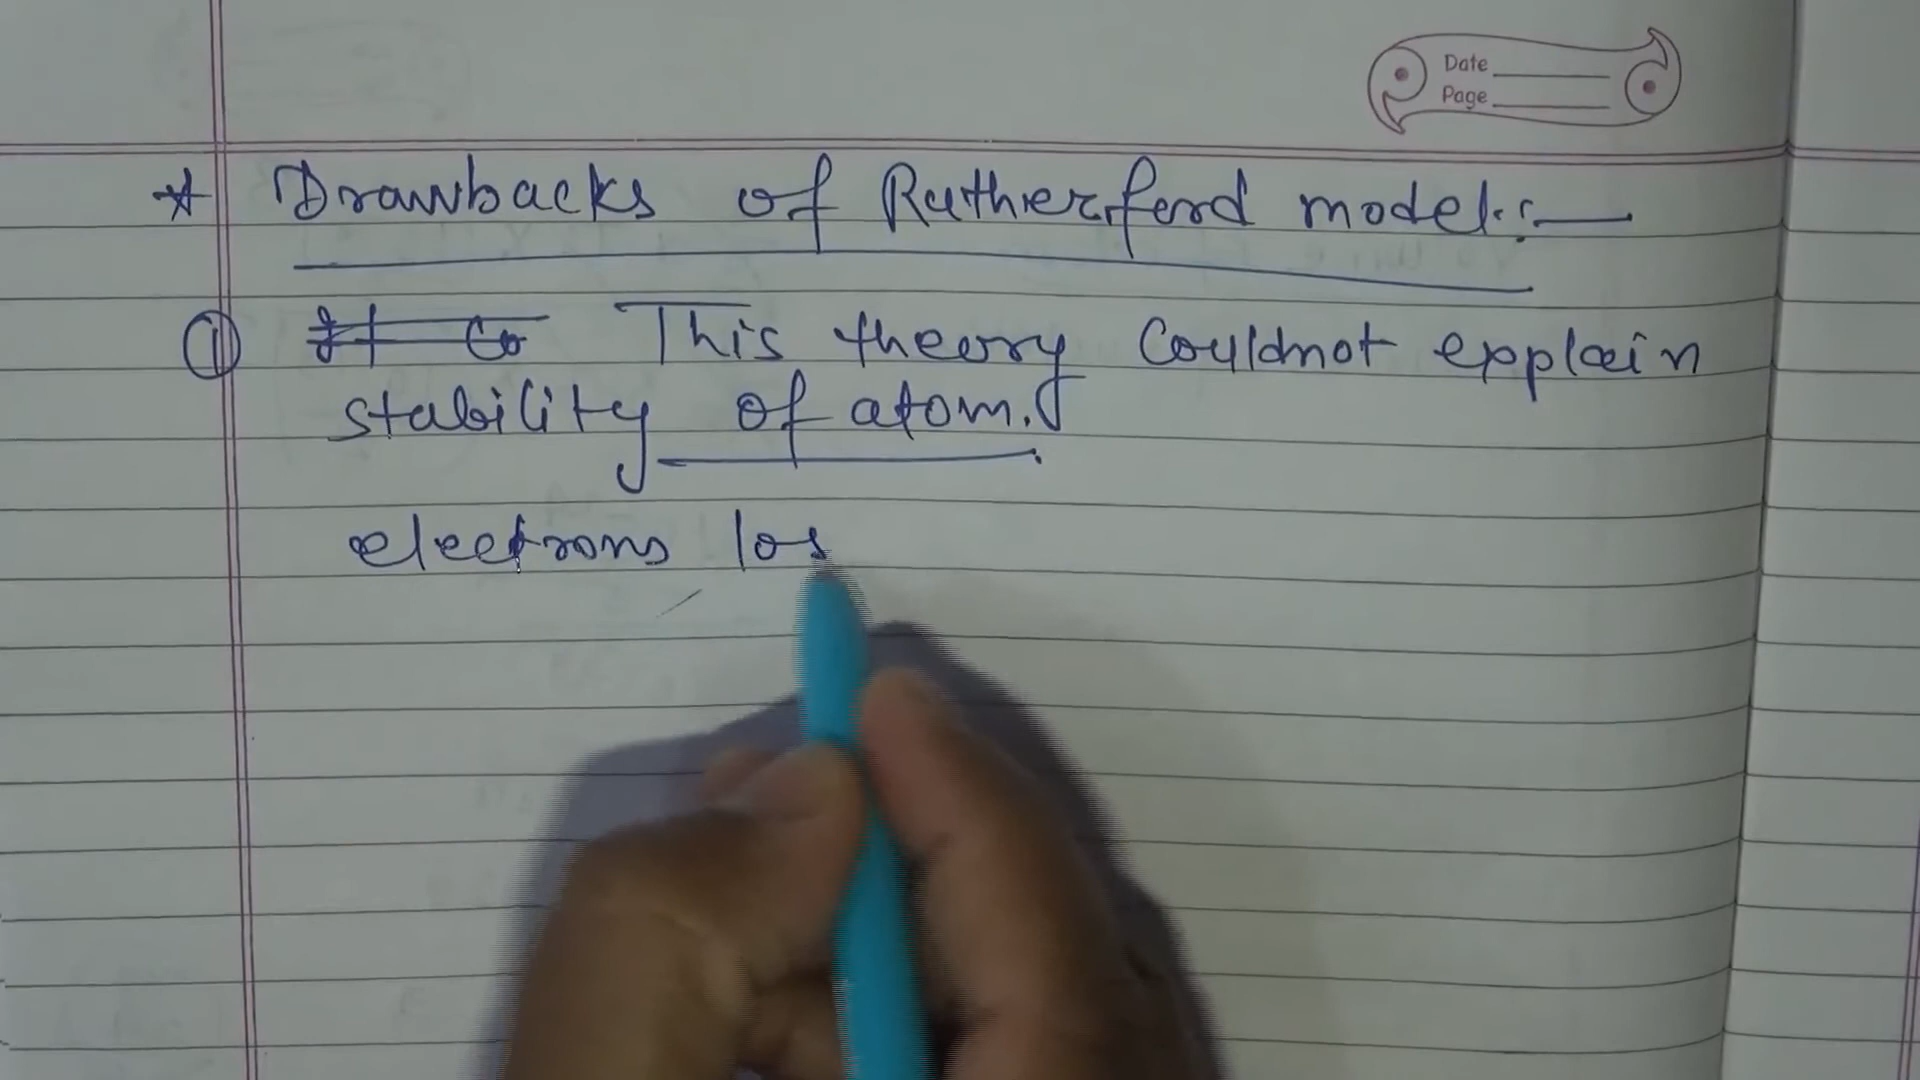 Date
Page
* Drawbacks of Rutherford model:-
① This theory Couldnot explain
stability of atom.
electrons los